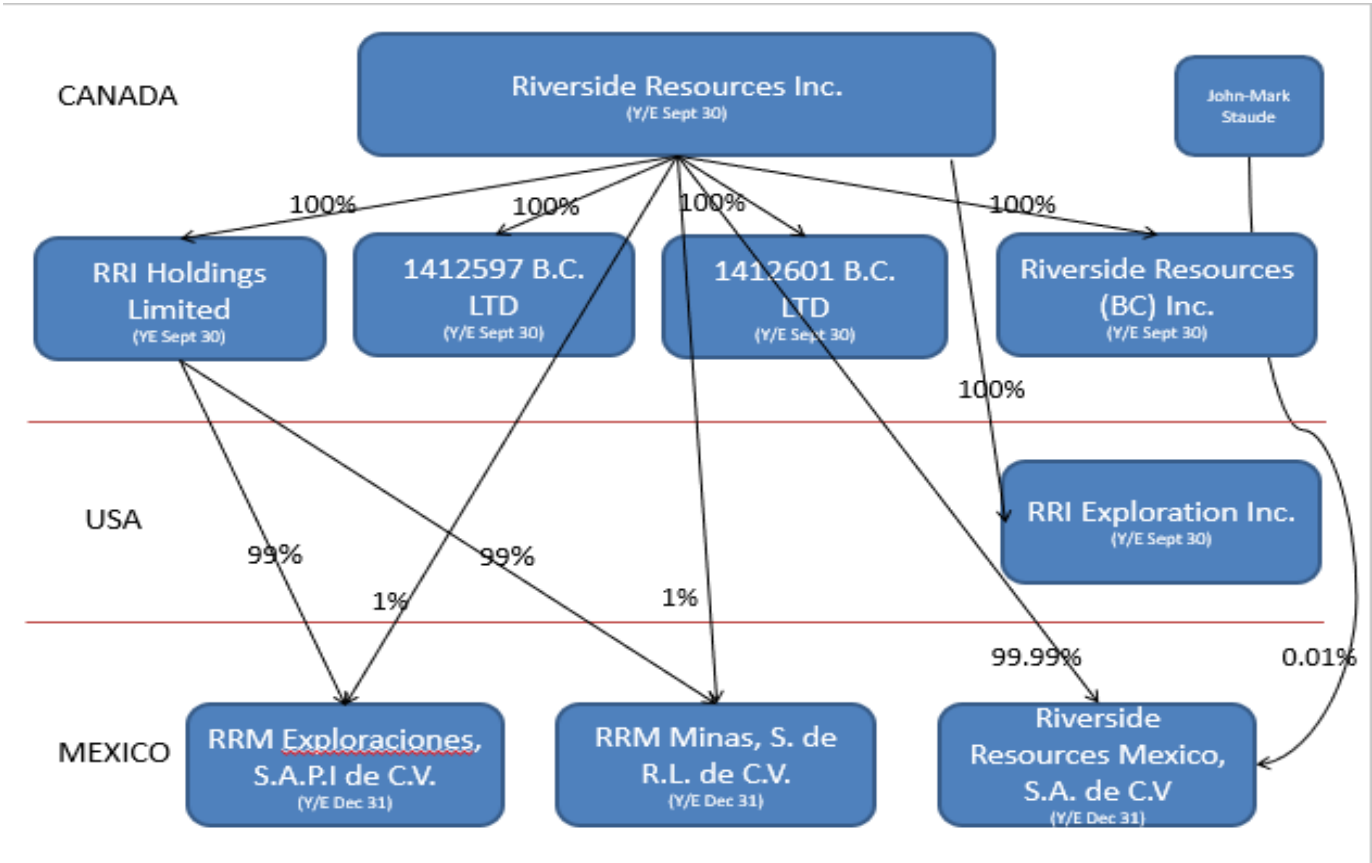 CANADA
Riverside Resources Inc.
(Y/E Sept 30)
John-Mark
Staude
100%
100%
100%
100%
RRI Holdings
Limited
(YE Sept 30)
1412597 B.C.
LTD
(Y/E Sept 30)
1412601 B.C.
LTD
(Y/E Sept 30)
Riverside Resources
(BC) Inc.
(Y/E Sept 30)
100%
USA
RRI Exploration Inc.
(Y/E Sept 30)
99%
99%
1%
1%
99.99%
0.01%
MEXICO
RRM Exploraciones,
S.A.P.I de C.V.
(Y/E Dec 31)
RRM Minas, S. de
R.L. de C.V.
(Y/E Dec 31)
Riverside
Resources Mexico,
S.A. de C.V
(Y/E Dec 31)